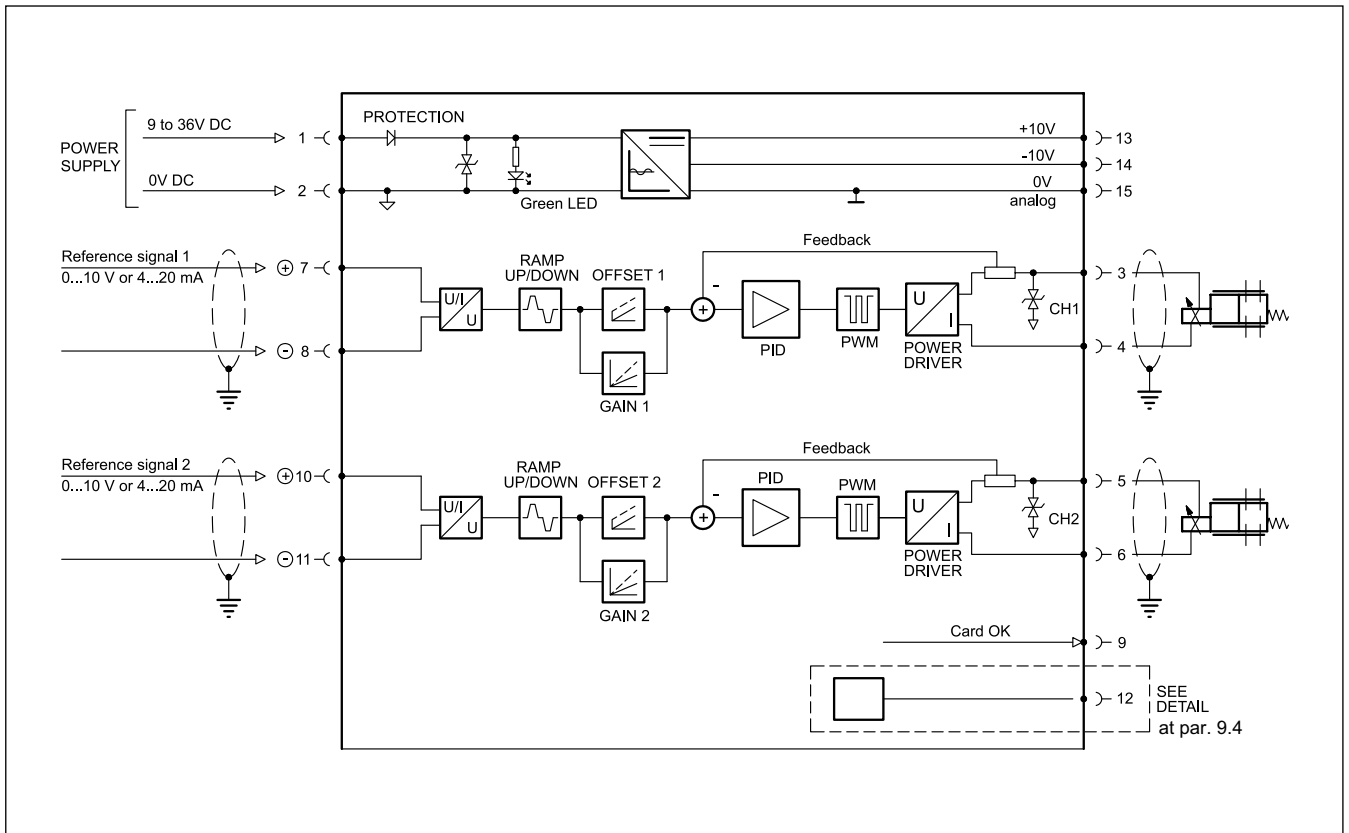 POWER
SUPPLY
9 to 36V DC
1
0V DC
2
PROTECTION
Green LED
+10V
13
-10V
14
0V
analog
15
Reference signal 1
0...10 V or 4...20 mA
+ 7
- 8
U/I
U
RAMP
UP/DOWN
OFFSET 1
GAIN 1
Feedback
-
+
PID
PWM
U
I
POWER
DRIVER
CH1
3
4
Reference signal 2
0...10 V or 4...20 mA
+ 10
- 11
U/I
U
RAMP
UP/DOWN
OFFSET 2
GAIN 2
Feedback
-
+
PID
PWM
U
I
POWER
DRIVER
CH2
5
6
Card OK
9
12
SEE
DETAIL
at par. 9.4